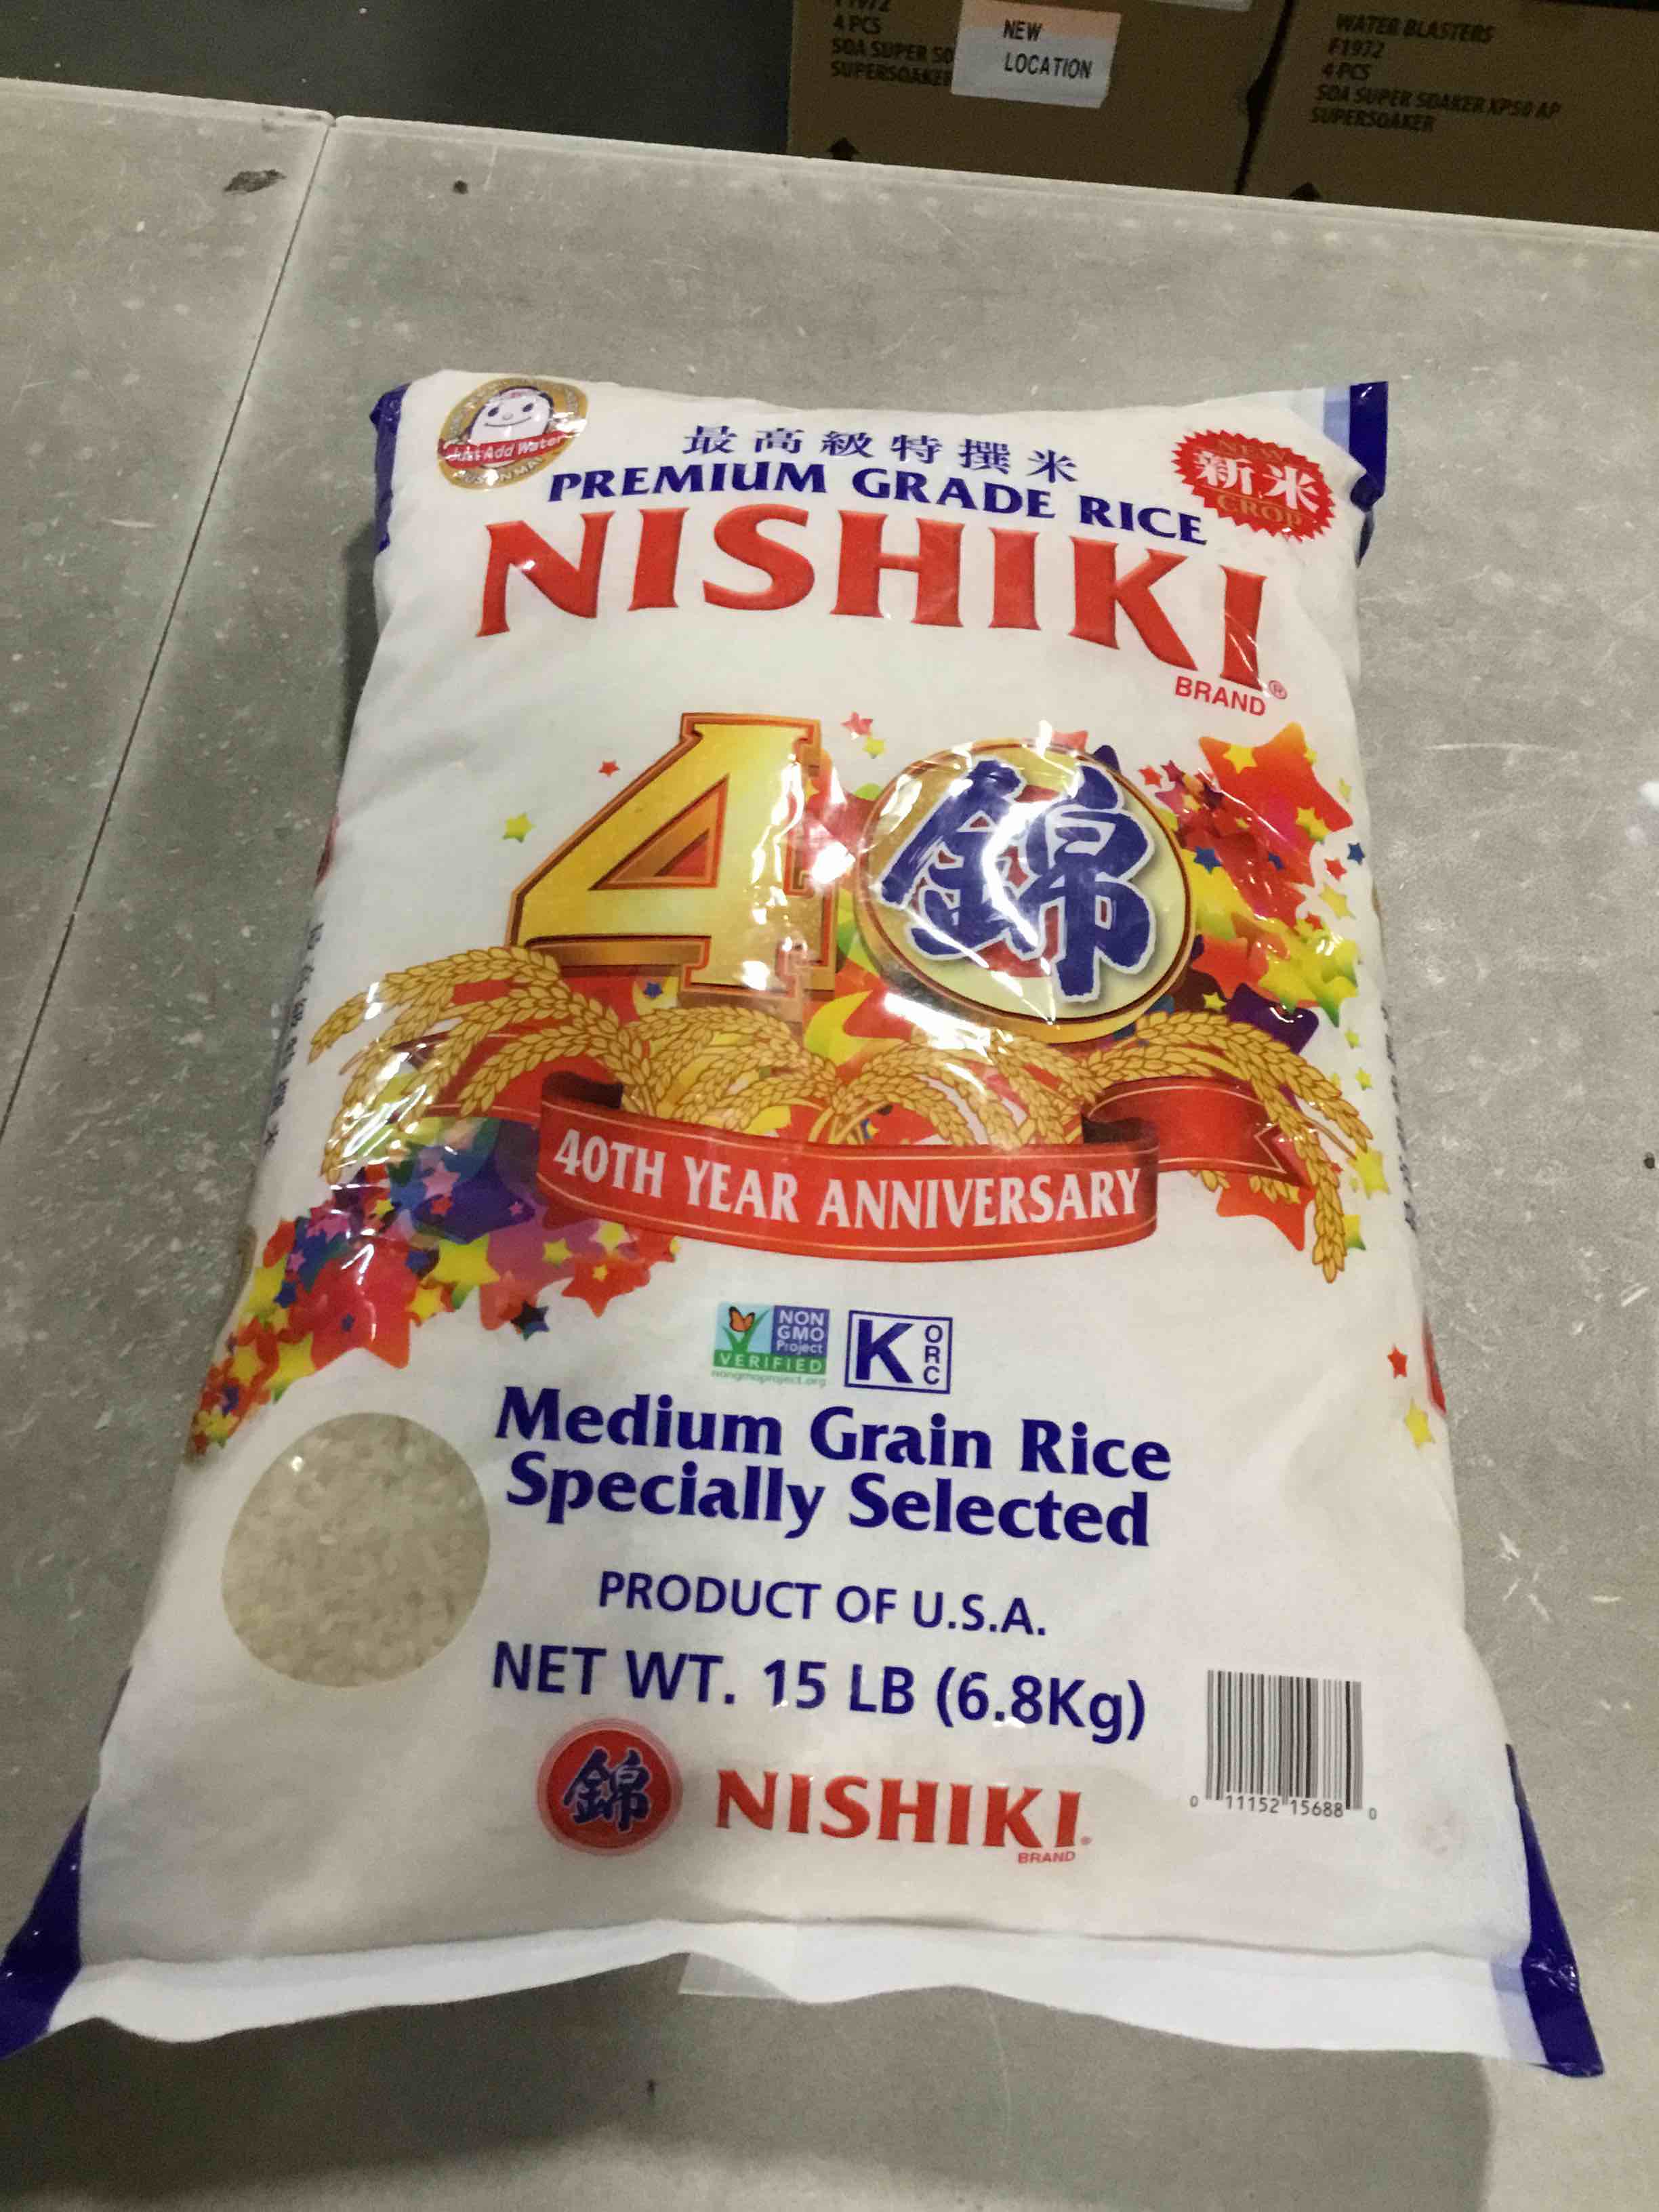 4 PCS
SOA SUPER SO
SUPERSOAKE
NEW
LOCATION
WATER BLASTERS
F1972
4 PCS
SOA SUPER SOAKER XP50 AP
SUPERSOAKER
Just Add Water
最高級特撰米
PREMIUM GRADE RICE
NEW
新米
CROP
NISHIKI
BRAND®
4錦
40TH YEAR ANNIVERSARY
NON
GMO
Project
VERIFIED
nongmoproject.org
K ORC
Medium Grain Rice
Specially Selected
PRODUCT OF U.S.A.
NET WT. 15 LB (6.8Kg)
錦 NISHIKI
BRAND
0 11152 15688 0